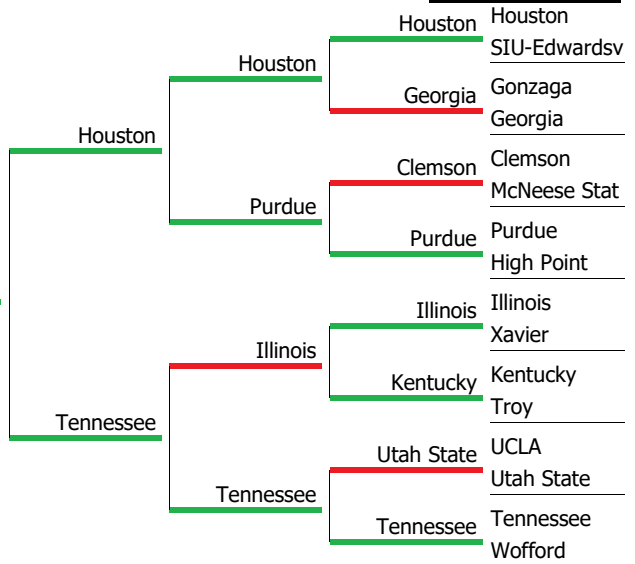 Houston
SIU-Edwardsv
Gonzaga
Georgia
Clemson
McNeese Stat
Purdue
High Point
Illinois
Xavier
Kentucky
Troy
UCLA
Utah State
Tennessee
Wofford
Houston
Georgia
Clemson
Purdue
Illinois
Kentucky
Utah State
Tennessee
Houston
Purdue
Illinois
Tennessee
Houston
Tennessee